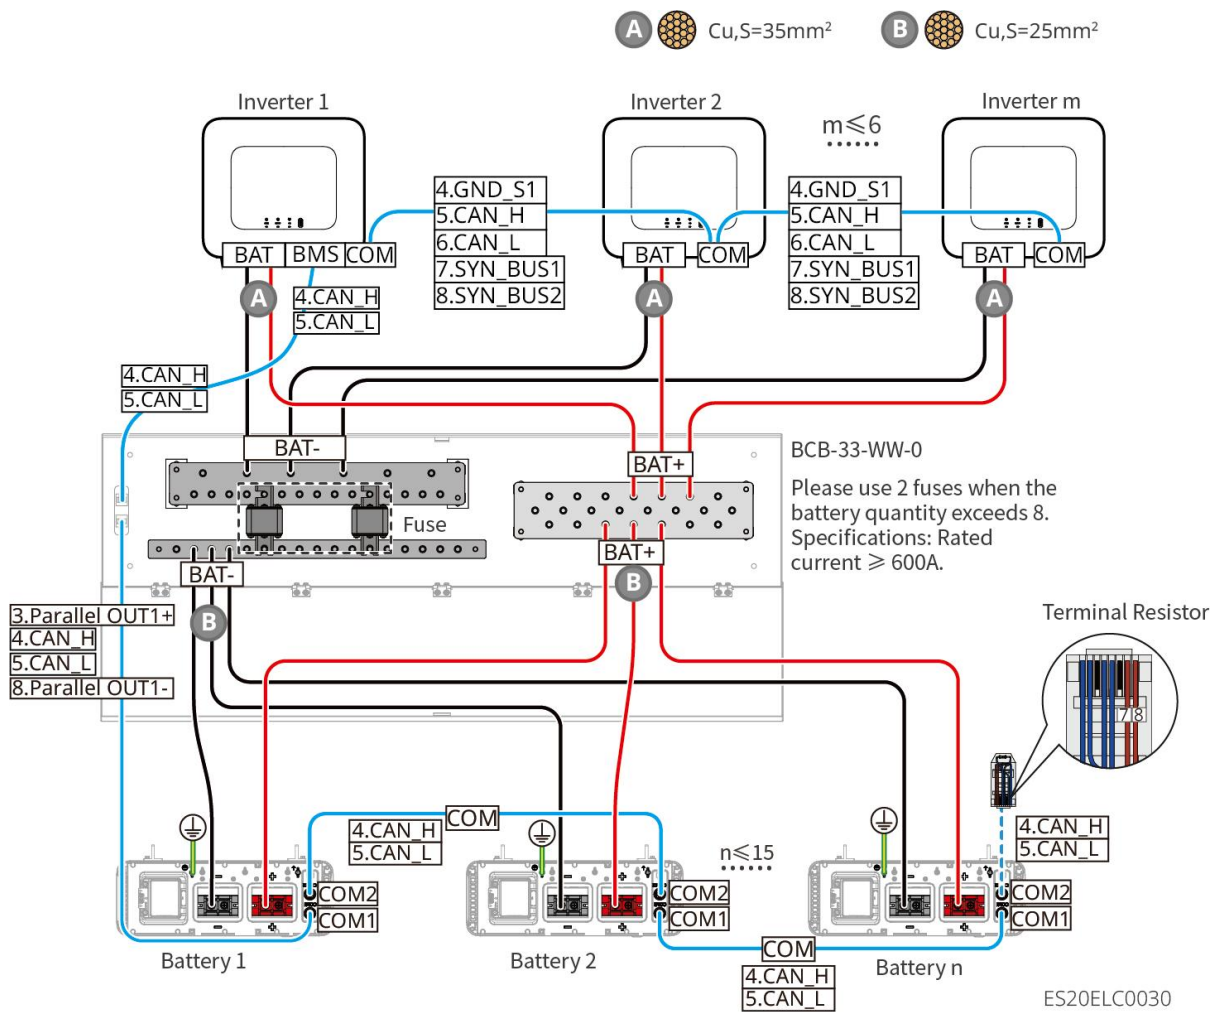 A Cu,S=35mm²
B Cu,S=25mm²
Inverter 1
Inverter 2
Inverter m
m≤6
4.GND_S1
5.CAN_H
6.CAN_L
7.SYN_BUS1
8.SYN_BUS2
4.GND_S1
5.CAN_H
6.CAN_L
7.SYN_BUS1
8.SYN_BUS2
BAT BMS COM
BAT COM
BAT COM
A
A
A
4.CAN_H
5.CAN_L
4.CAN_H
5.CAN_L
BAT-
BAT+
BCB-33-WW-0
Please use 2 fuses when the
battery quantity exceeds 8.
Specifications: Rated
current ≥ 600A.
Fuse
BAT-
BAT+
B
B
3.Parallel OUT1+
4.CAN_H
5.CAN_L
8.Parallel OUT1-
Terminal Resistor
7 8
COM
4.CAN_H
5.CAN_L
n≤15
4.CAN_H
5.CAN_L
COM2
COM1
COM2
COM1
COM2
COM1
Battery 1
Battery 2
Battery n
COM
4.CAN_H
5.CAN_L
ES20ELC0030